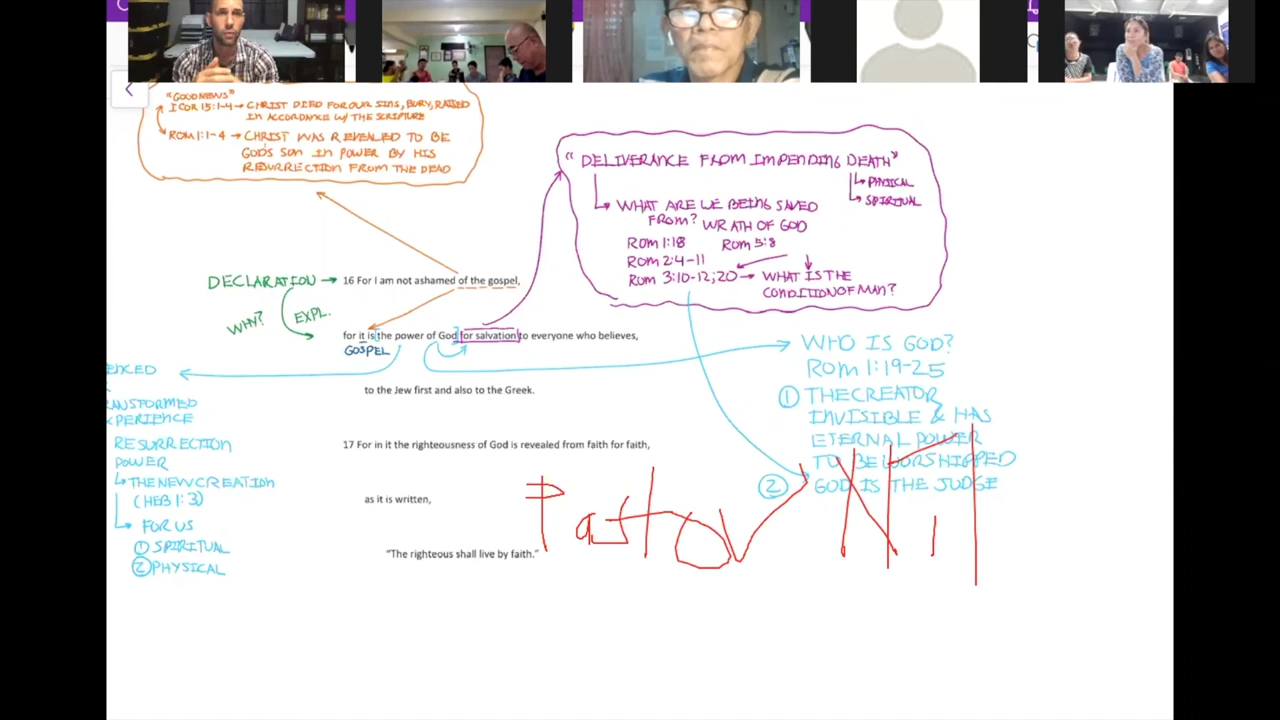 "GOODNEWS"
I COR 15:1-4 → CHRIST DIED FOR OUR SINS, BURY, RAISED
IN ACCORDANCE W/ THE SCRIPTURE
ROM 1:1-4 → CHRIST WAS REVEALED TO BE
GOD'S SON IN POWER BY HIS
RESURRECTION FROM THE DEAD
"DELIVERANCE FROM IMPENDING DEATH"
PHYSICAL
SPIRITUAL
WHAT ARE WE BEING SAVED
FROM? WRATH OF GOD
Rom 1:18 Rom 5:8
Rom 2:4-11
Rom 3:10-12;20 → WHAT IS THE
CONDITION OF MAN?
DECLARATION → 16 For I am not ashamed of the gospel,
WHY? EXPL.
for it is the power of God for salvation to everyone who believes,
GOSPEL
to the Jew first and also to the Greek.
17 For in it the righteousness of God is revealed from faith for faith,
as it is written,
"The righteous shall live by faith."
ENCED
RANSFORMED
XPERIENCE
RESURRECTION
POWER
THE NEW CREATION
(HEB 1:3)
FOR US
① SPIRITUAL
② PHYSICAL
WHO IS GOD?
Rom 1:19-25
① THE CREATOR
INVISIBLE & HAS
ETERNAL POWER
TO BE WORSHIPPED
② GOD IS THE JUDGE
Pastor Nil